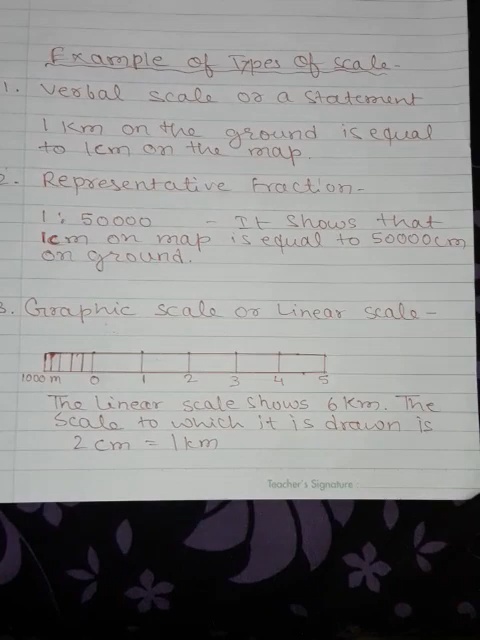 Example of Types of scale-
1. Verbal scale or a statement
1 Km on the ground is equal
to 1cm on the map.
2. Representative Fraction-
1: 50000 - It shows that
1cm on map is equal to 50000cm
on ground.
3. Graphic scale or Linear scale-
1000 m 0 1 2 3 4 5
The linear scale shows 6 Km. The
scale to which it is drawn is
2 cm = 1 km
Teacher's Signature